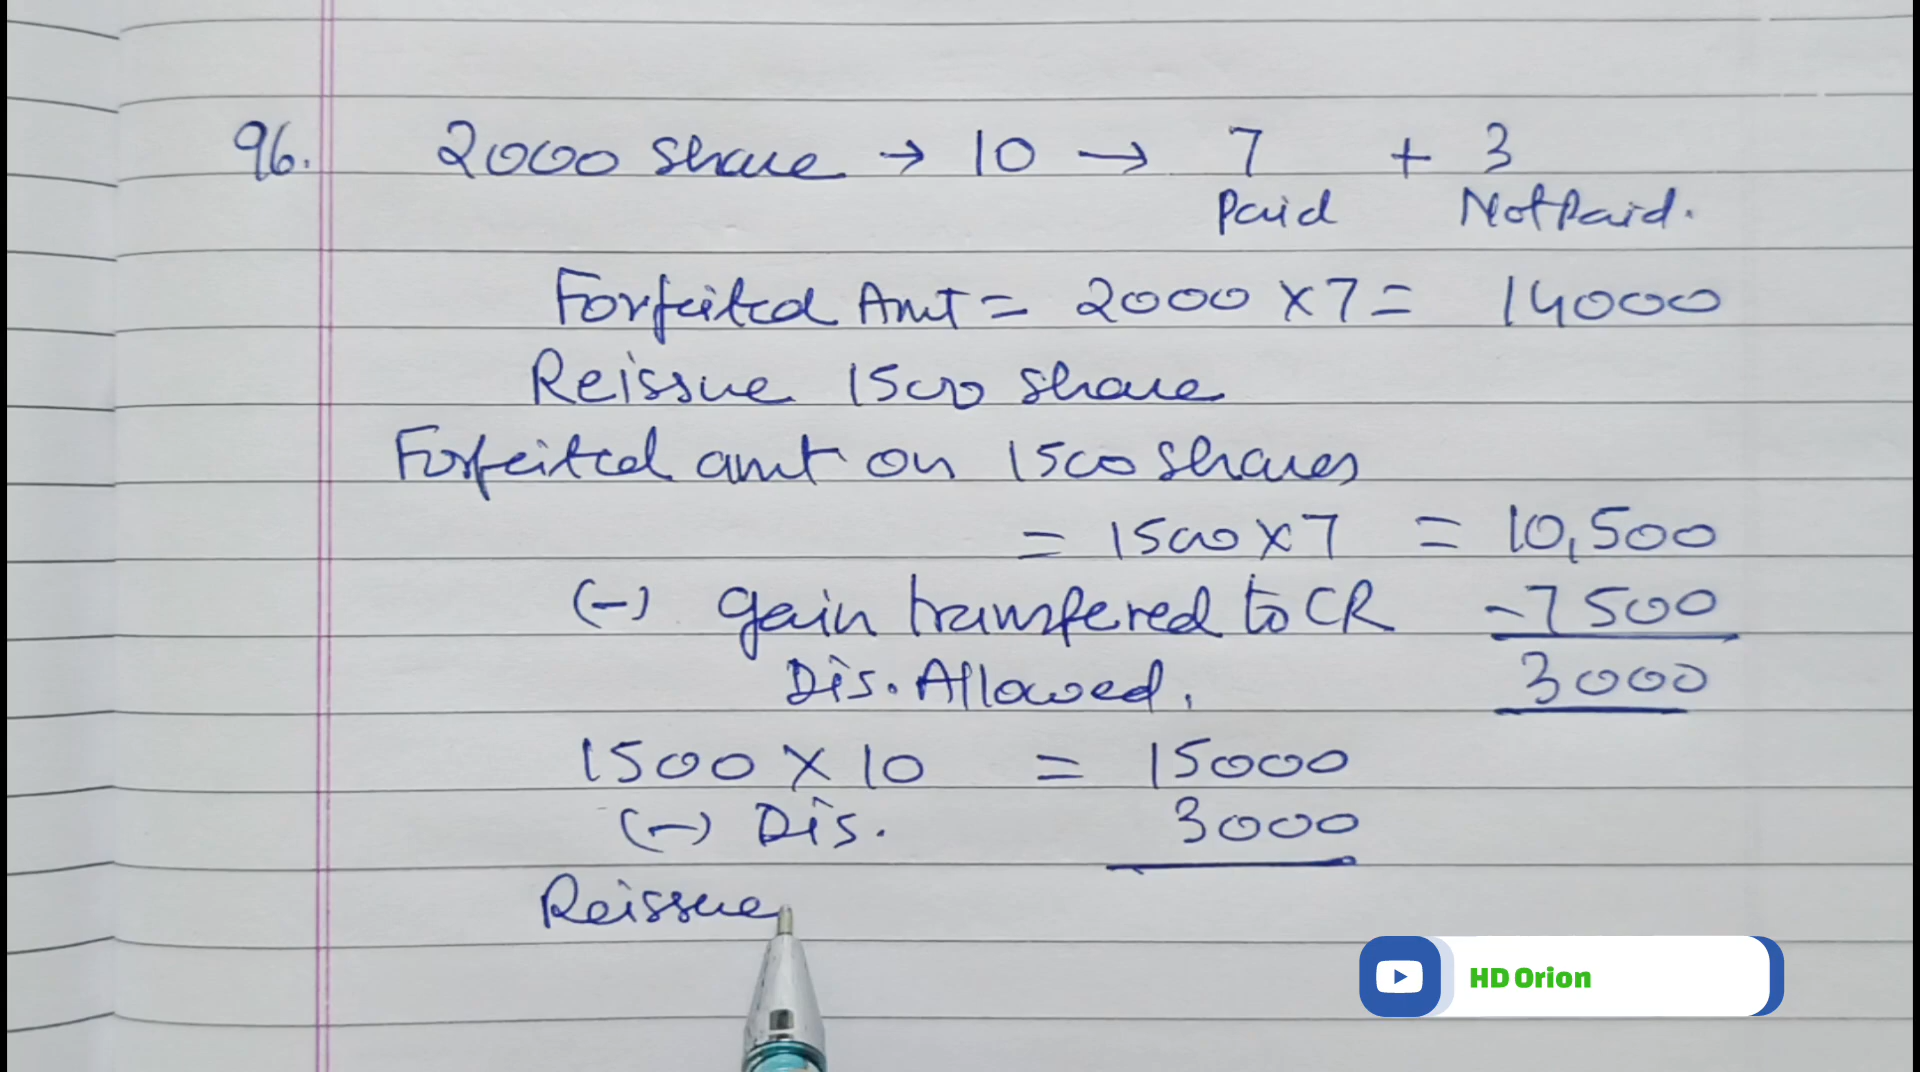 96. 2000 share → 10 → 7 + 3
Paid Not Paid.
Forfeited Amt = 2000 x 7 = 14000
Reissue 1500 share
Forfeited amt on 1500 shares
= 1500 x 7 = 10,500
(-) gain transfered to CR -7500
Dis. Allowed. 3000
1500 x 10 = 15000
(-) Dis. 3000
Reissue
HD Orion